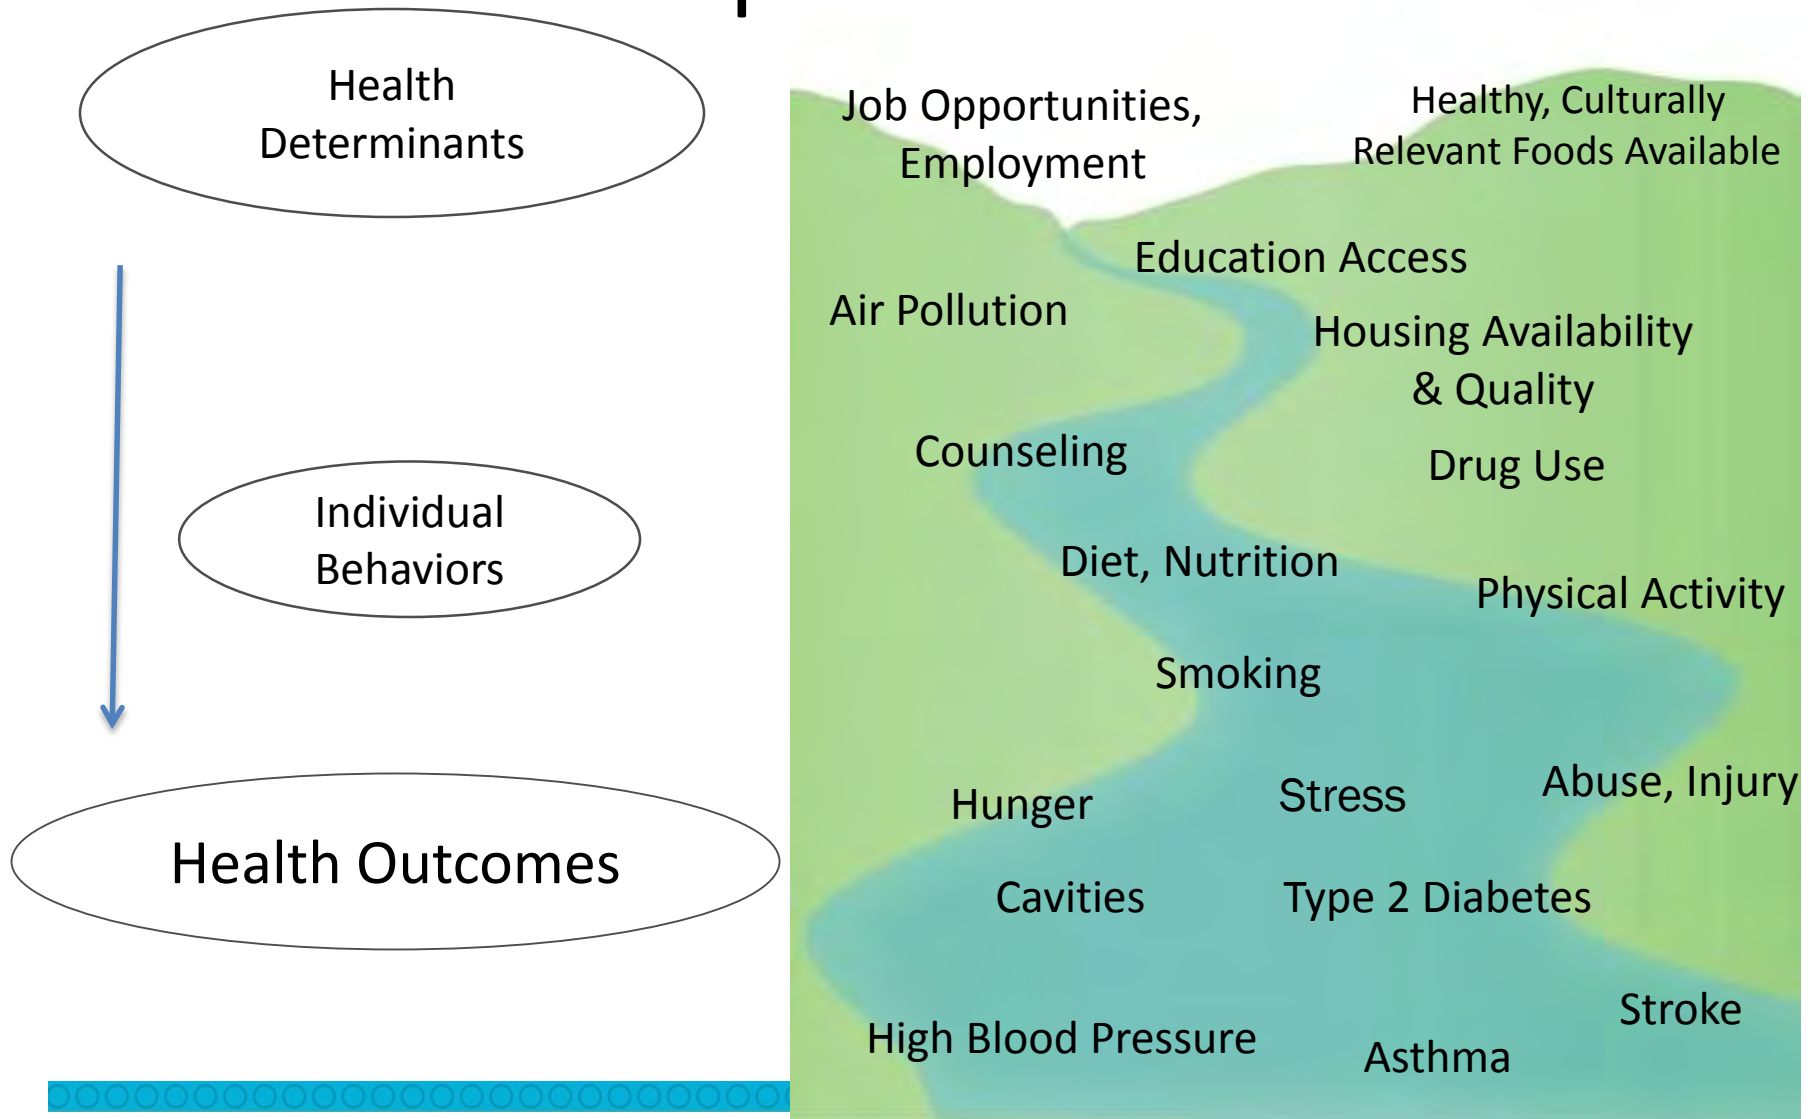 Health
Determinants
Individual
Behaviors
Health Outcomes
Job Opportunities,
Employment
Healthy, Culturally
Relevant Foods Available
Education Access
Air Pollution
Housing Availability
& Quality
Counseling
Drug Use
Diet, Nutrition
Physical Activity
Smoking
Hunger
Stress
Abuse, Injury
Cavities
Type 2 Diabetes
Stroke
High Blood Pressure
Asthma